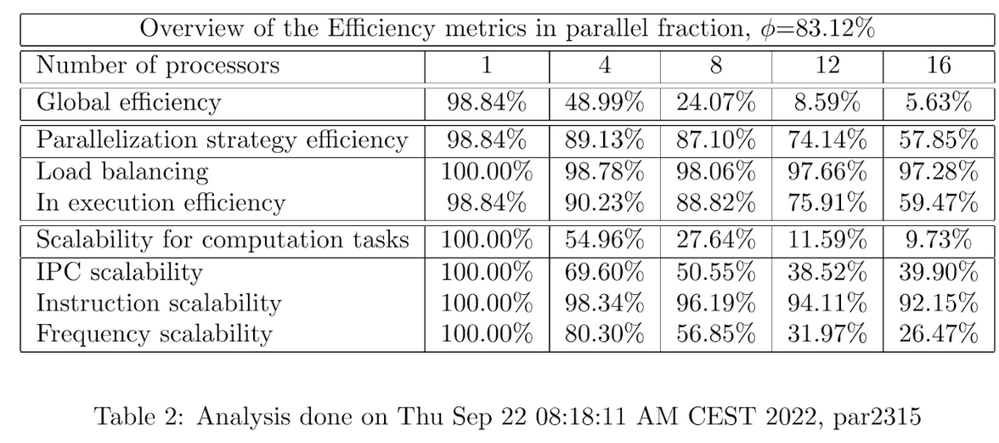 Overview of the Efficiency metrics in parallel fraction, ϕ=83.12%
Number of processors 1 4 8 12 16
Global efficiency 98.84% 48.99% 24.07% 8.59% 5.63%
Parallelization strategy efficiency 98.84% 89.13% 87.10% 74.14% 57.85%
Load balancing 100.00% 98.78% 98.06% 97.66% 97.28%
In execution efficiency 98.84% 90.23% 88.82% 75.91% 59.47%
Scalability for computation tasks 100.00% 54.96% 27.64% 11.59% 9.73%
IPC scalability 100.00% 69.60% 50.55% 38.52% 39.90%
Instruction scalability 100.00% 98.34% 96.19% 94.11% 92.15%
Frequency scalability 100.00% 80.30% 56.85% 31.97% 26.47%
Table 2: Analysis done on Thu Sep 22 08:18:11 AM CEST 2022, par2315